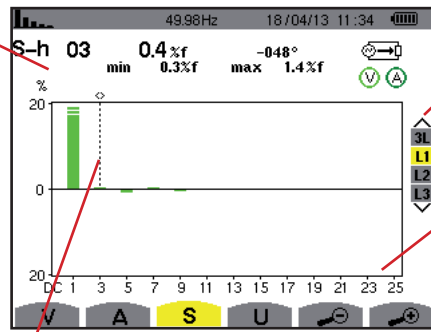 49.98Hz 18/04/13 11:34
S-h 03 0.4%f -048°
min 0.3%f max 1.4%f
V A
%
20
0
20
3L
L1
L2
L3
DC 1 3 5 7 9 11 13 15 17 19 21 23 25
V A S U